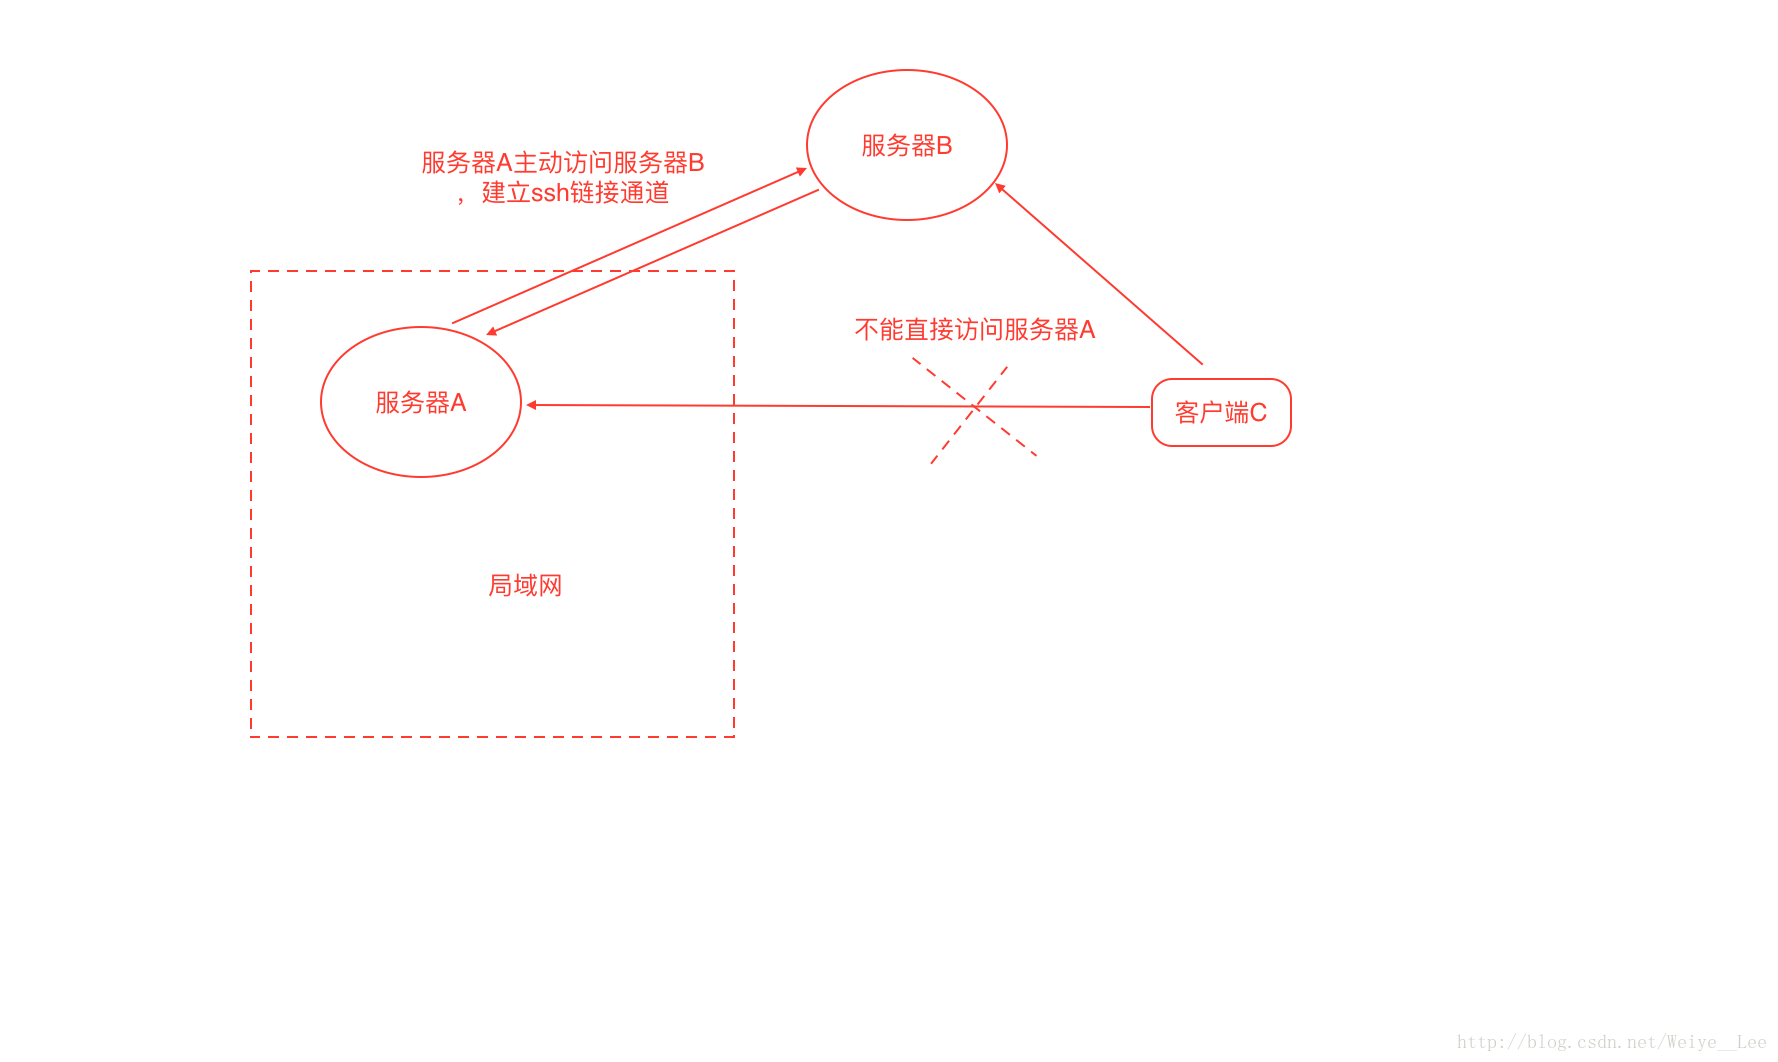 服务器B
服务器A主动访问服务器B
，建立ssh链接通道
不能直接访问服务器A
服务器A
客户端C
局域网
http://blog.csdn.net/Weiye__Lee